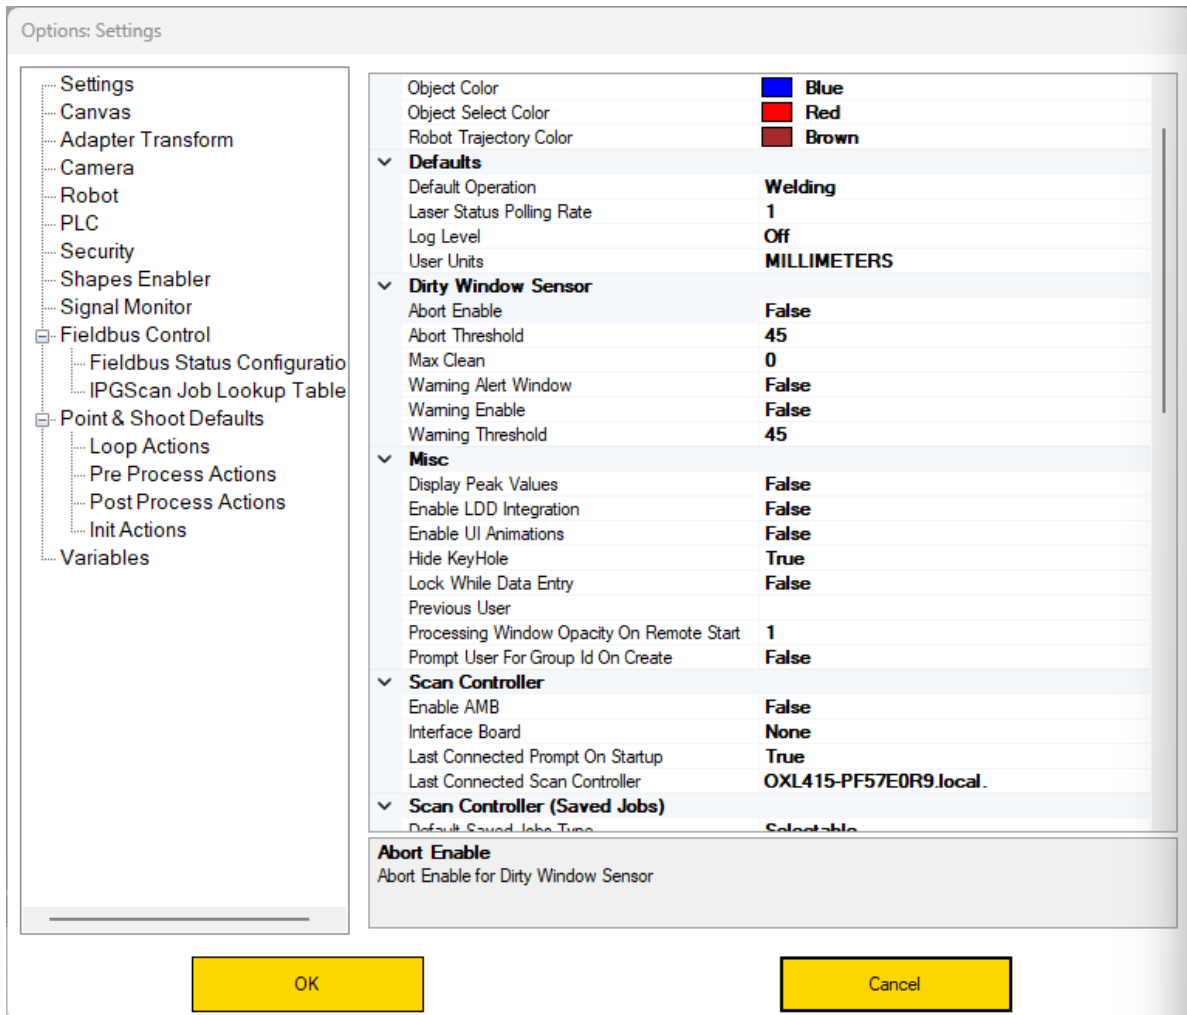 Options: Settings
Settings
Canvas
Adapter Transform
Camera
Robot
PLC
Security
Shapes Enabler
Signal Monitor
Fieldbus Control
Fieldbus Status Configuratio
IPGScan Job Lookup Table
Point & Shoot Defaults
Loop Actions
Pre Process Actions
Post Process Actions
Init Actions
Variables
Object Color Blue
Object Select Color Red
Robot Trajectory Color Brown
Defaults
Default Operation Welding
Laser Status Polling Rate 1
Log Level Off
User Units MILLIMETERS
Dirty Window Sensor
Abort Enable False
Abort Threshold 45
Max Clean 0
Warning Alert Window False
Warning Enable False
Warning Threshold 45
Misc
Display Peak Values False
Enable LDD Integration False
Enable UI Animations False
Hide KeyHole True
Lock While Data Entry False
Previous User
Processing Window Opacity On Remote Start 1
Prompt User For Group Id On Create False
Scan Controller
Enable AMB False
Interface Board None
Last Connected Prompt On Startup True
Last Connected Scan Controller OXL415-PF57E0R9.local.
Scan Controller (Saved Jobs)
Default Saved Jobs Type Selectable
Abort Enable
Abort Enable for Dirty Window Sensor
OK Cancel